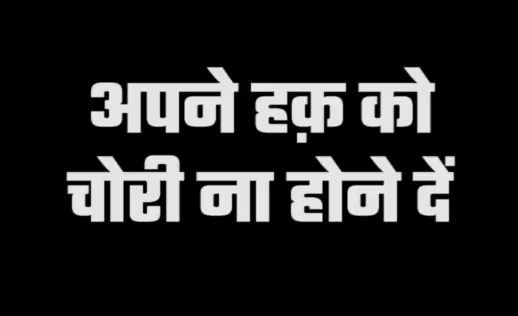 अपने हक़ को
चोरी ना होने दें